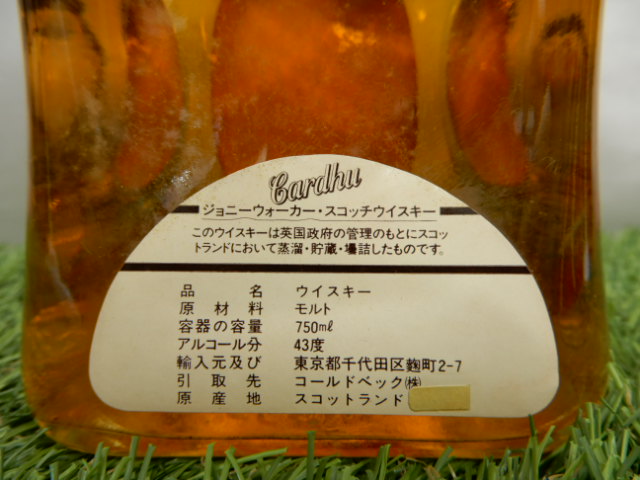 Cardhu
ジョニーウォーカー・スコッチウイスキー
このウイスキーは英国政府の管理のもとにスコッ
トランドにおいて蒸溜・貯蔵・壜詰したものです。
品名 ウイスキー
原材料 モルト
容器の容量 750mℓ
アルコール分 43度
輸入元及び 東京都千代田区麴町2-7
引取先 コールドベック㈱
原産地 スコットランド